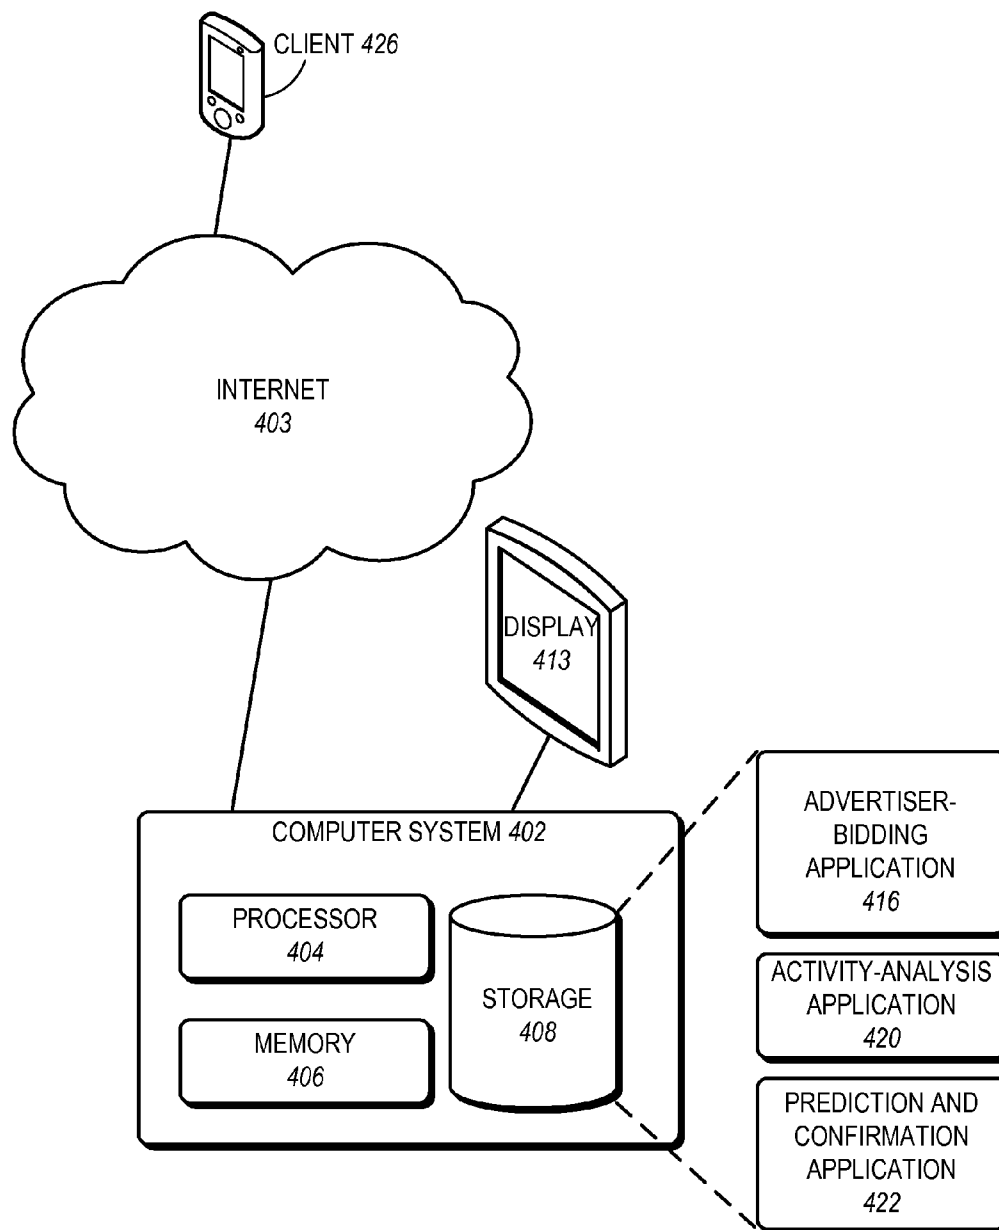 CLIENT 426
INTERNET
403
DISPLAY
413
COMPUTER SYSTEM 402
PROCESSOR
404
MEMORY
406
STORAGE
408
ADVERTISER-
BIDDING
APPLICATION
416
ACTIVITY-ANALYSIS
APPLICATION
420
PREDICTION AND
CONFIRMATION
APPLICATION
422